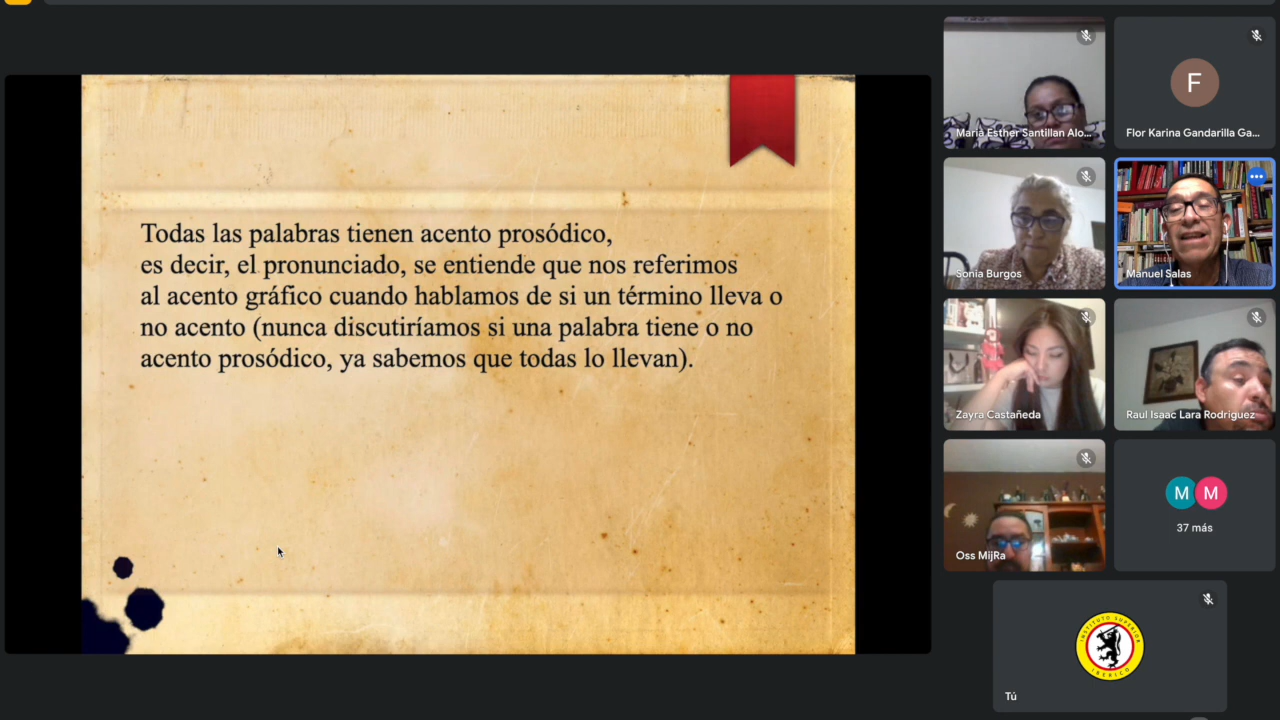 Todas las palabras tienen acento prosódico,
es decir, el pronunciado, se entiende que nos referimos
al acento gráfico cuando hablamos de si un término lleva o
no acento (nunca discutiríamos si una palabra tiene o no
acento prosódico, ya sabemos que todas lo llevan).
María Esther Santillan Alo...
F
Flor Karina Gandarilla Ga...
Sonia Burgos
Manuel Salas
Zayra Castañeda
Raul Isaac Lara Rodriguez
Oss MijRa
M M
37 más
INSTITUTO SUPERIOR
IBERICO
Tú